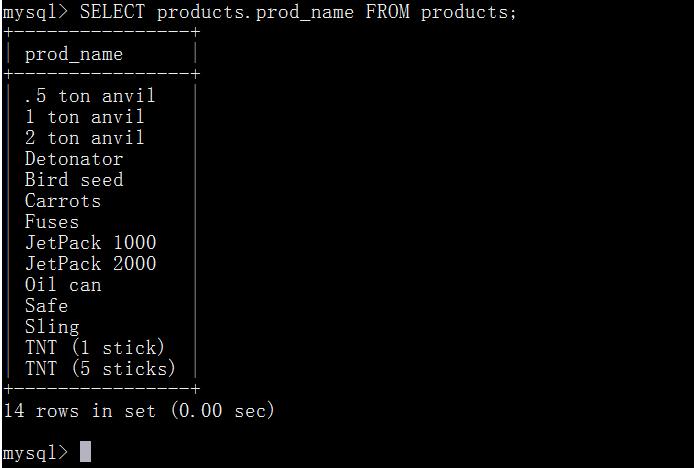 mysql> SELECT products.prod_name FROM products;
+----------------+
| prod_name      |
+----------------+
| .5 ton anvil   |
| 1 ton anvil    |
| 2 ton anvil    |
| Detonator      |
| Bird seed      |
| Carrots        |
| Fuses          |
| JetPack 1000   |
| JetPack 2000   |
| Oil can        |
| Safe           |
| Sling          |
| TNT (1 stick)  |
| TNT (5 sticks) |
+----------------+
14 rows in set (0.00 sec)
mysql>